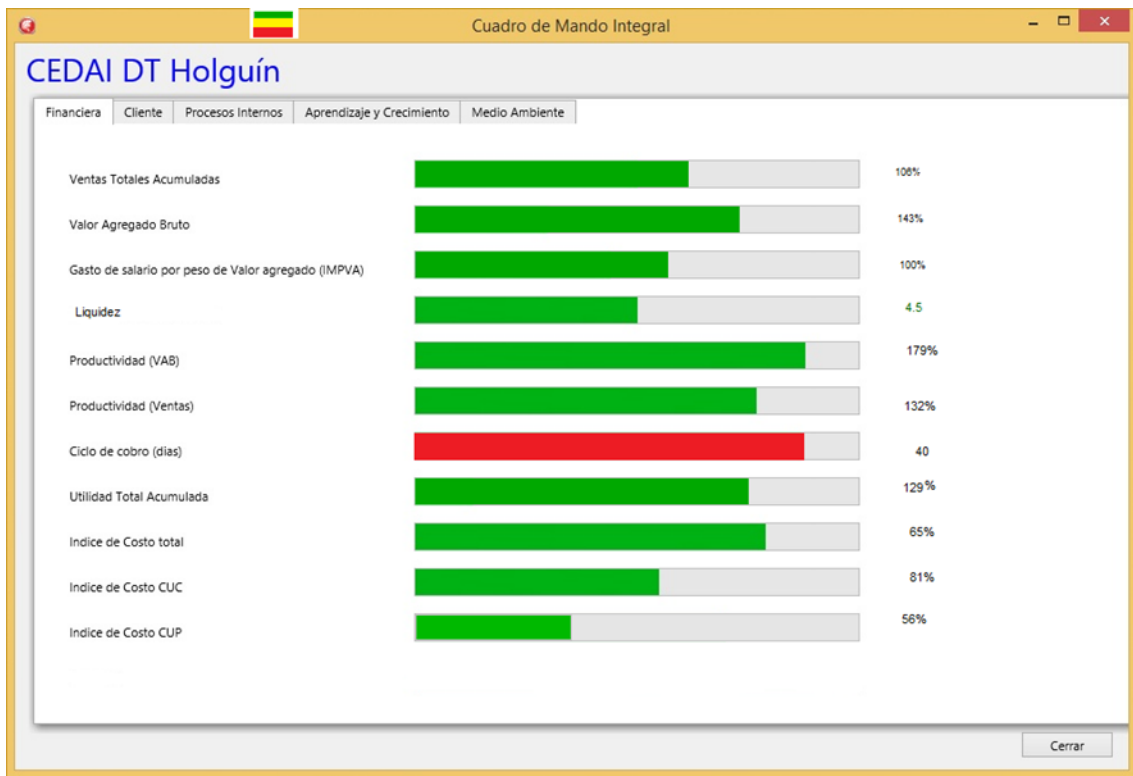 Cuadro de Mando Integral
CEDAI DT Holguín
Financiera Cliente Procesos Internos Aprendizaje y Crecimiento Medio Ambiente
Ventas Totales Acumuladas 106%
Valor Agregado Bruto 143%
Gasto de salario por peso de Valor agregado (IMPVA) 100%
Liquidez 4.5
Productividad (VAB) 179%
Productividad (Ventas) 132%
Ciclo de cobro (días) 40
Utilidad Total Acumulada 129%
Indice de Costo total 65%
Indice de Costo CUC 81%
Indice de Costo CUP 56%
Cerrar